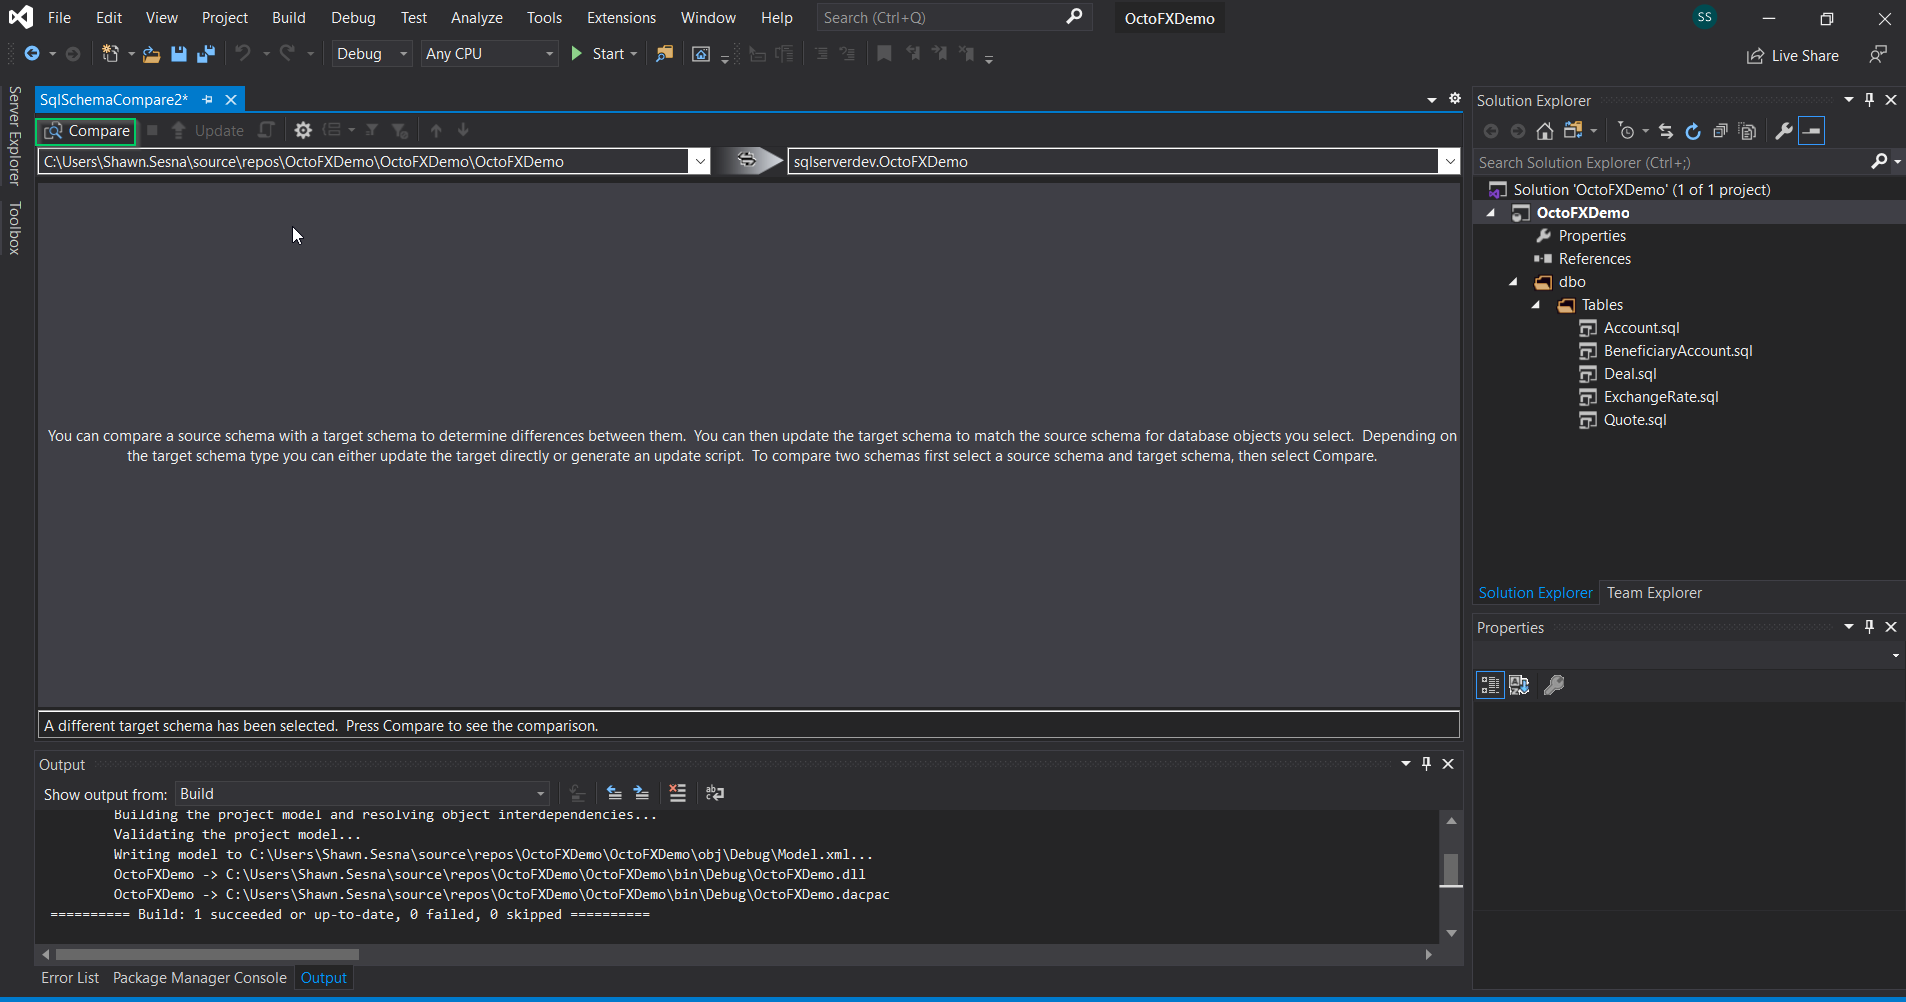 File Edit View Project Build Debug Test Analyze Tools Extensions Window Help Search (Ctrl+Q) OctoFXDemo SS
Debug Any CPU Start Live Share
Server Explorer
Toolbox
SqlSchemaCompare2*
Compare Update
C:\Users\Shawn.Sesna\source\repos\OctoFXDemo\OctoFXDemo\OctoFXDemo sqlserverdev.OctoFXDemo
You can compare a source schema with a target schema to determine differences between them.  You can then update the target schema to match the source schema for database objects you select.  Depending on
the target schema type you can either update the target directly or generate an update script.  To compare two schemas first select a source schema and target schema, then select Compare.
A different target schema has been selected.  Press Compare to see the comparison.
Output
Show output from: Build
Building the project model and resolving object interdependencies...
Validating the project model...
Writing model to C:\Users\Shawn.Sesna\source\repos\OctoFXDemo\OctoFXDemo\obj\Debug\Model.xml...
OctoFXDemo -> C:\Users\Shawn.Sesna\source\repos\OctoFXDemo\OctoFXDemo\bin\Debug\OctoFXDemo.dll
OctoFXDemo -> C:\Users\Shawn.Sesna\source\repos\OctoFXDemo\OctoFXDemo\bin\Debug\OctoFXDemo.dacpac
========== Build: 1 succeeded or up-to-date, 0 failed, 0 skipped ==========
Error List Package Manager Console Output
Solution Explorer
Search Solution Explorer (Ctrl+;)
Solution 'OctoFXDemo' (1 of 1 project)
OctoFXDemo
Properties
References
dbo
Tables
Account.sql
BeneficiaryAccount.sql
Deal.sql
ExchangeRate.sql
Quote.sql
Solution Explorer Team Explorer
Properties